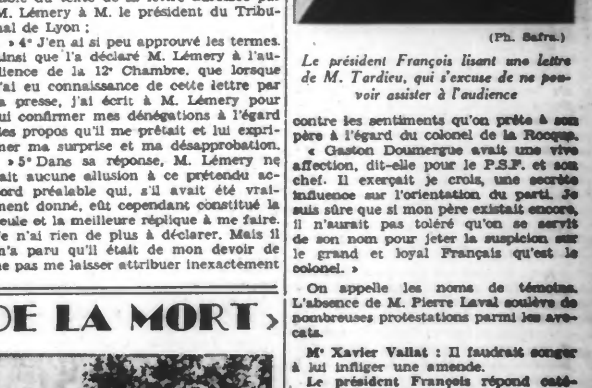 M. Lémery à M. le président du Tribu-
nal de Lyon ;
» 4° J'en ai si peu approuvé les termes.
ainsi que l'a déclaré M. Lémery à l'au-
dience de la 12e Chambre. que lorsque
j'ai eu connaissance de cette lettre par
la presse, j'ai écrit à M. Lémery pour
lui confirmer mes dénégations à l'égard
des propos qu'il me prêtait et lui expri-
mer ma surprise et ma désapprobation.
» 5° Dans sa réponse, M. Lémery ne
fait aucune allusion à ce prétendu ac-
cord préalable qui, s'il avait été vrai-
ment donné, eût cependant constitué la
seule et la meilleure réplique à me faire.
Je n'ai rien de plus à déclarer. Mais il
m'a paru qu'il était de mon devoir de
ne pas me laisser attribuer inexactement
DE LA MORT >
(Ph. Safra.)
Le président François lisant une lettre
de M. Tardieu, qui s'excuse de ne pou-
voir assister à l'audience
contre les sentiments qu'on prête à son
père à l'égard du colonel de la Rocque.
« Gaston Doumergue avait une vive
affection, dit-elle pour le P.S.F. et son
chef. Il exerçait je crois, une secrète
influence sur l'orientation du parti. Je
suis sûre que si mon père existait encore,
il n'aurait pas toléré qu'on se servit
de son nom pour jeter la suspicion sur
le grand et loyal Français qu'est le
colonel. »
On appelle les noms de témoins.
L'absence de M. Pierre Laval soulève de
nombreuses protestations parmi les avo-
cats.
Me Xavier Vallat : Il faudrait songer
à lui infliger une amende.
Le président François répond caté-